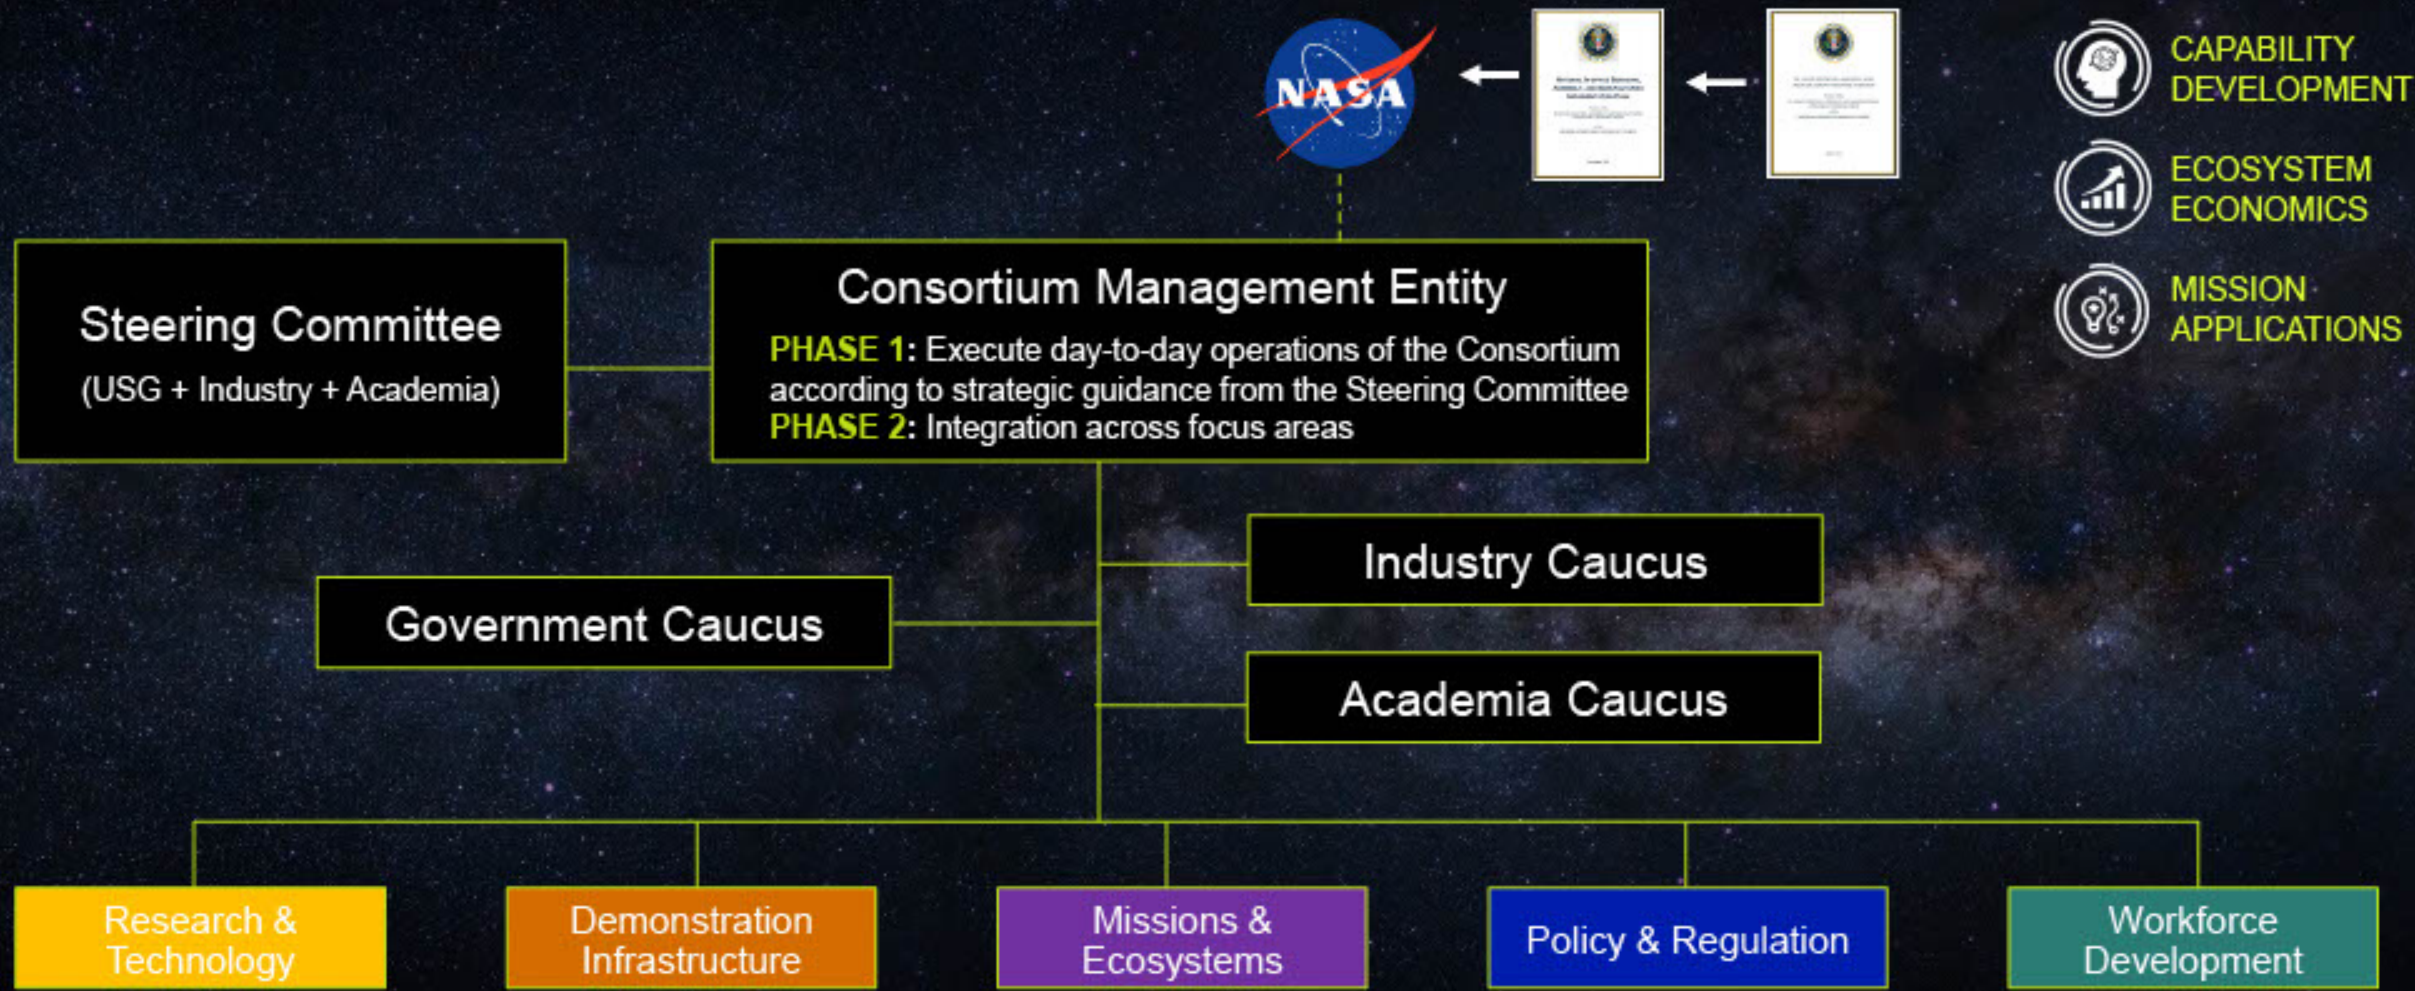 NASA
CAPABILITY
DEVELOPMENT
ECOSYSTEM
ECONOMICS
MISSION
APPLICATIONS
Steering Committee
(USG + Industry + Academia)
Consortium Management Entity
PHASE 1: Execute day-to-day operations of the Consortium
according to strategic guidance from the Steering Committee
PHASE 2: Integration across focus areas
Industry Caucus
Government Caucus
Academia Caucus
Research &
Technology
Demonstration
Infrastructure
Missions &
Ecosystems
Policy & Regulation
Workforce
Development